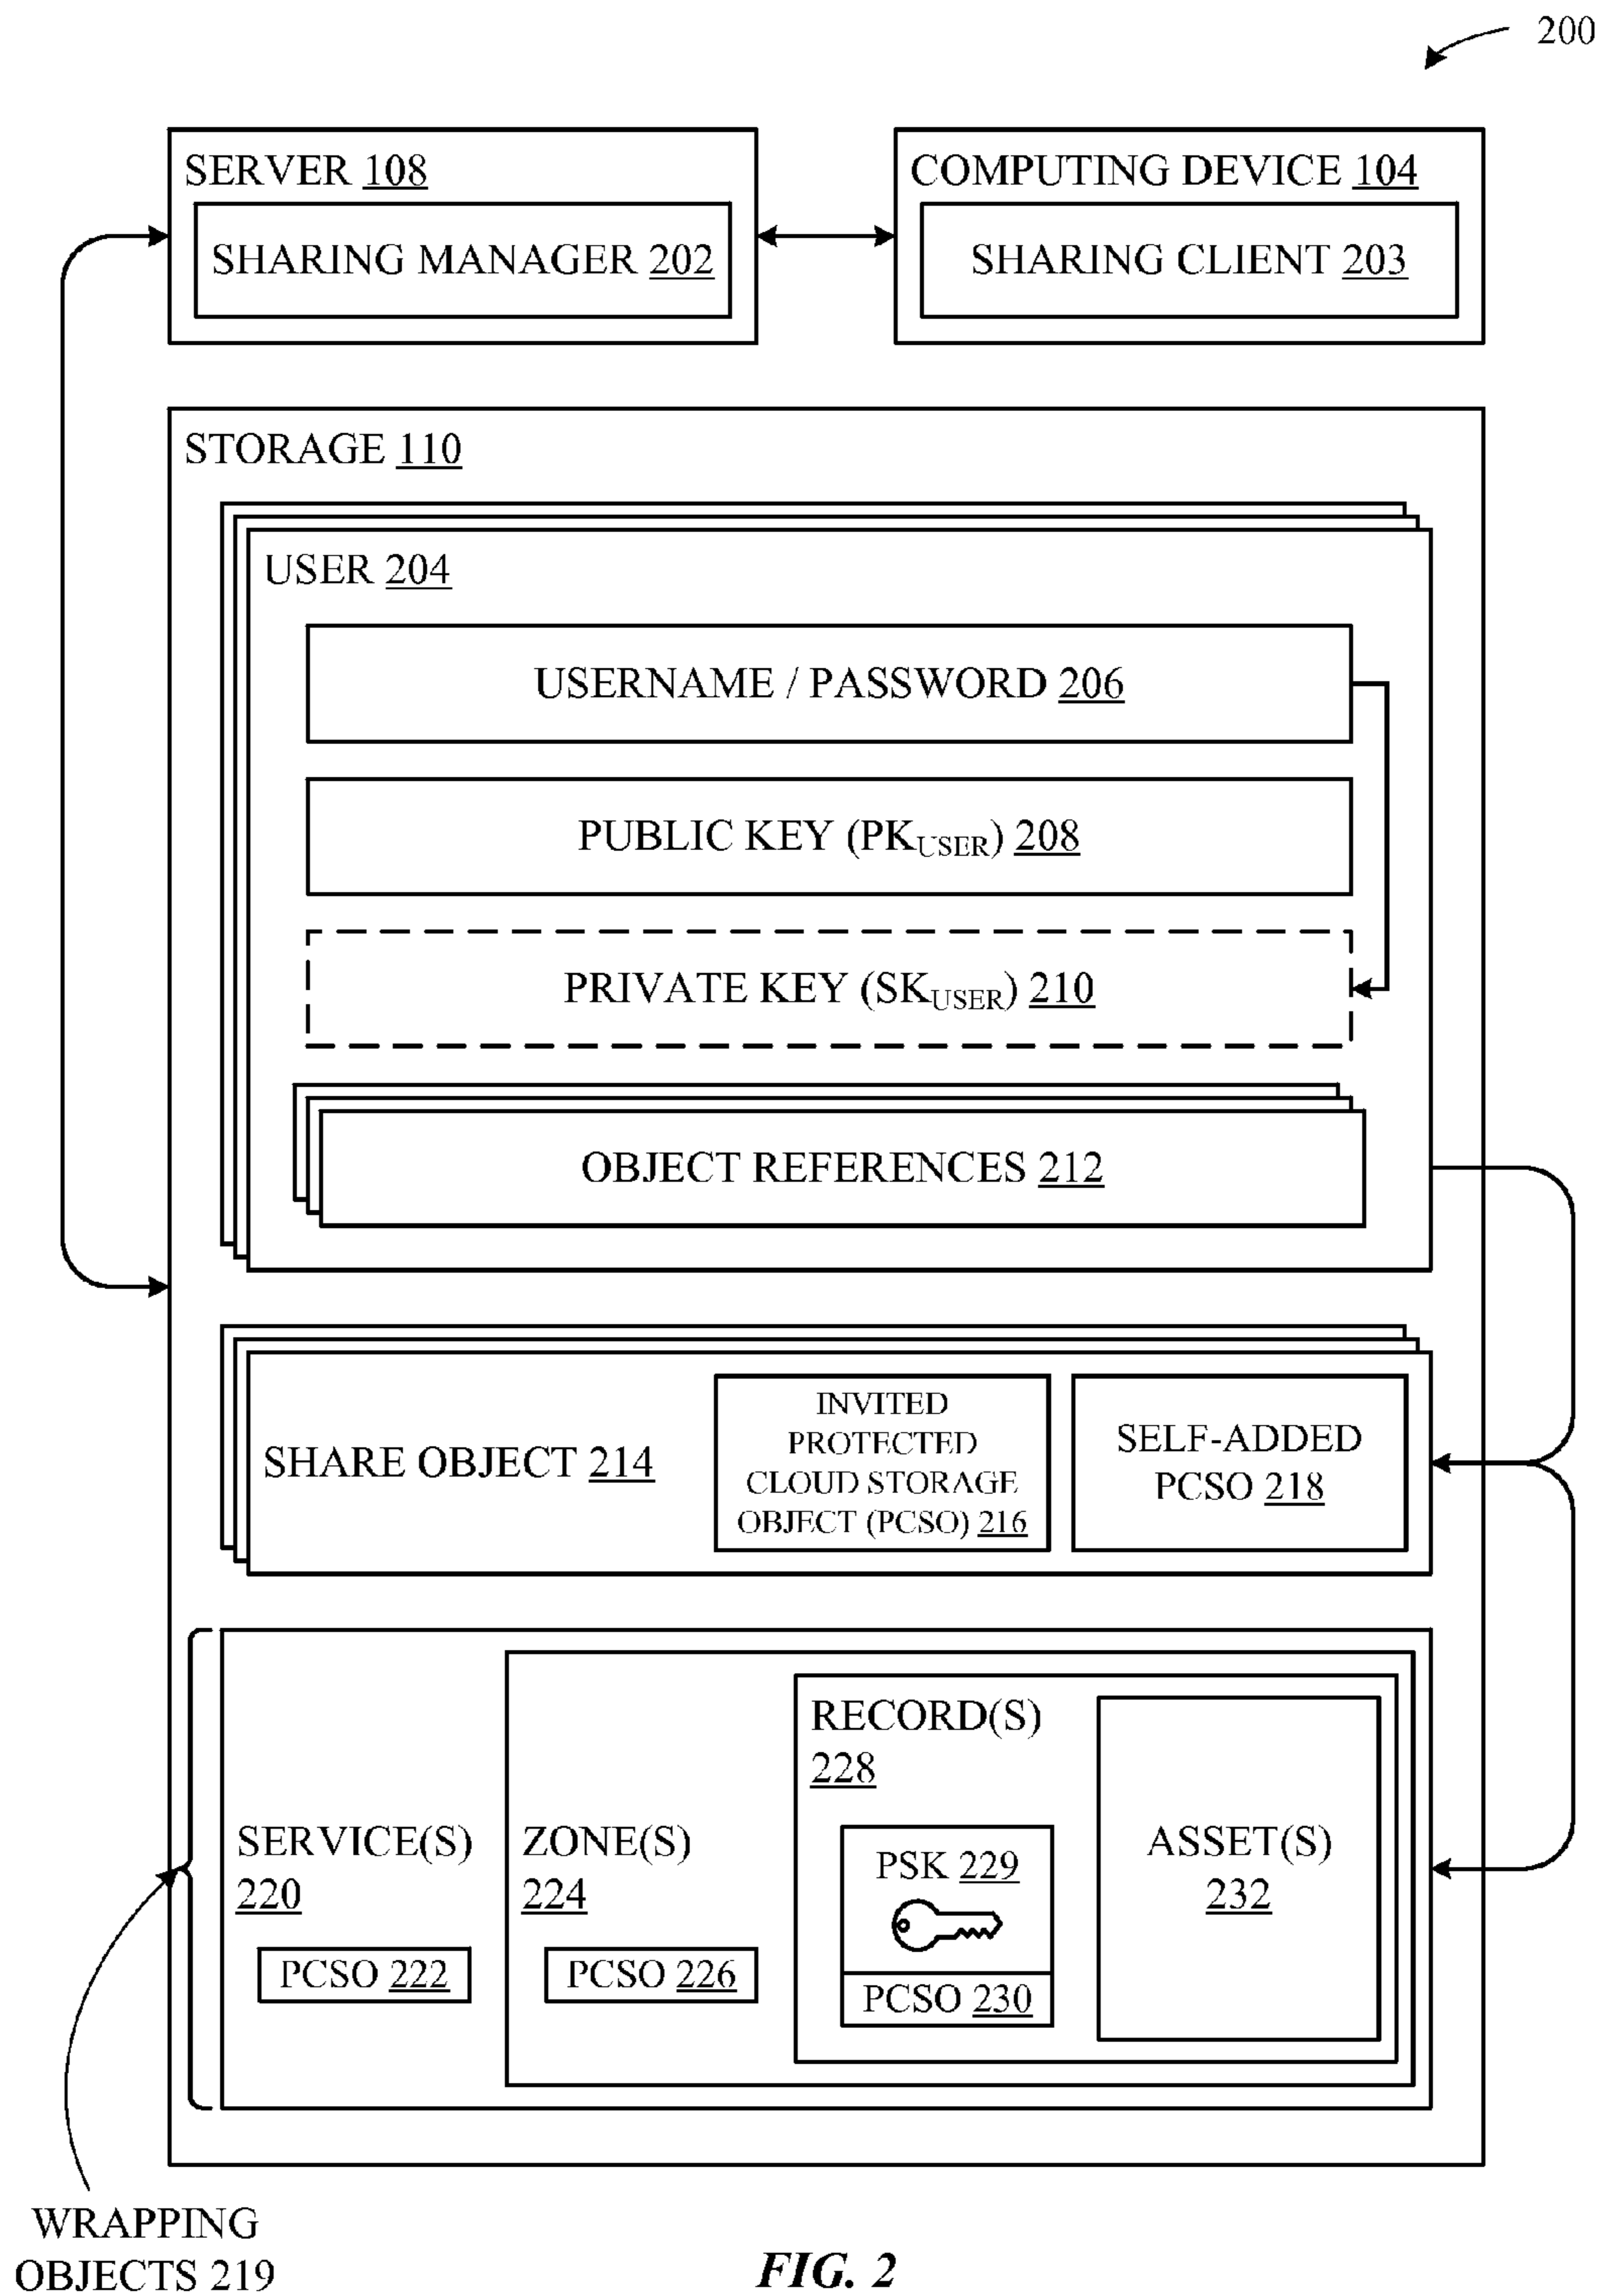 200
SERVER 108
SHARING MANAGER 202
COMPUTING DEVICE 104
SHARING CLIENT 203
STORAGE 110
USER 204
USERNAME / PASSWORD 206
PUBLIC KEY (PKUSER) 208
PRIVATE KEY (SKUSER) 210
OBJECT REFERENCES 212
SHARE OBJECT 214
INVITED
PROTECTED
CLOUD STORAGE
OBJECT (PCSO) 216
SELF-ADDED
PCSO 218
SERVICE(S)
220
PCSO 222
ZONE(S)
224
PCSO 226
RECORD(S)
228
PSK 229
PCSO 230
ASSET(S)
232
WRAPPING
OBJECTS 219
FIG. 2